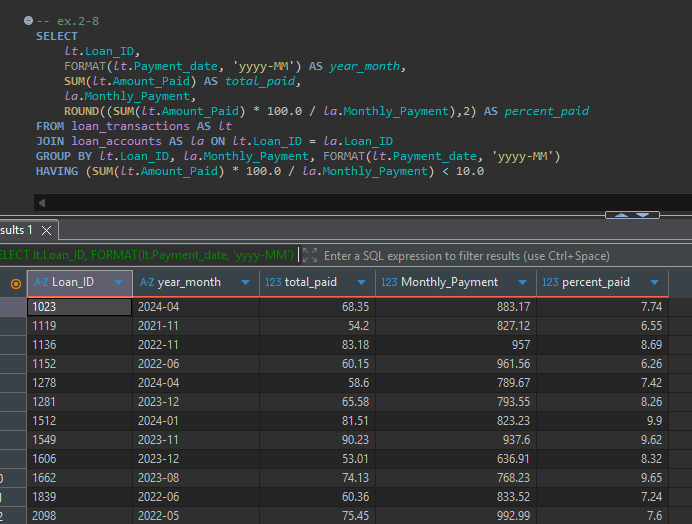 -- ex.2-8
SELECT
lt.Loan_ID,
FORMAT(lt.Payment_date, 'yyyy-MM') AS year_month,
SUM(lt.Amount_Paid) AS total_paid,
la.Monthly_Payment,
ROUND((SUM(lt.Amount_Paid) * 100.0 / la.Monthly_Payment),2) AS percent_paid
FROM loan_transactions AS lt
JOIN loan_accounts AS la ON lt.Loan_ID = la.Loan_ID
GROUP BY lt.Loan_ID, la.Monthly_Payment, FORMAT(lt.Payment_date, 'yyyy-MM')
HAVING (SUM(lt.Amount_Paid) * 100.0 / la.Monthly_Payment) < 10.0
sults 1
ELECT lt.Loan_ID, FORMAT(lt.Payment_date, 'yyyy-MM') Enter a SQL expression to filter results (use Ctrl+Space)
A-Z Loan_ID A-Z year_month 123 total_paid 123 Monthly_Payment 123 percent_paid
1023 2024-04 68.35 883.17 7.74
1119 2021-11 54.2 827.12 6.55
1136 2022-11 83.18 957 8.69
1152 2022-06 60.15 961.56 6.26
1278 2024-04 58.6 789.67 7.42
1281 2023-12 65.58 793.55 8.26
1512 2024-01 81.51 823.23 9.9
1549 2023-11 90.23 937.6 9.62
1606 2023-12 53.01 636.91 8.32
0 1662 2023-08 74.13 768.23 9.65
1 1839 2022-06 60.36 833.52 7.24
2 2098 2022-05 75.45 992.99 7.6